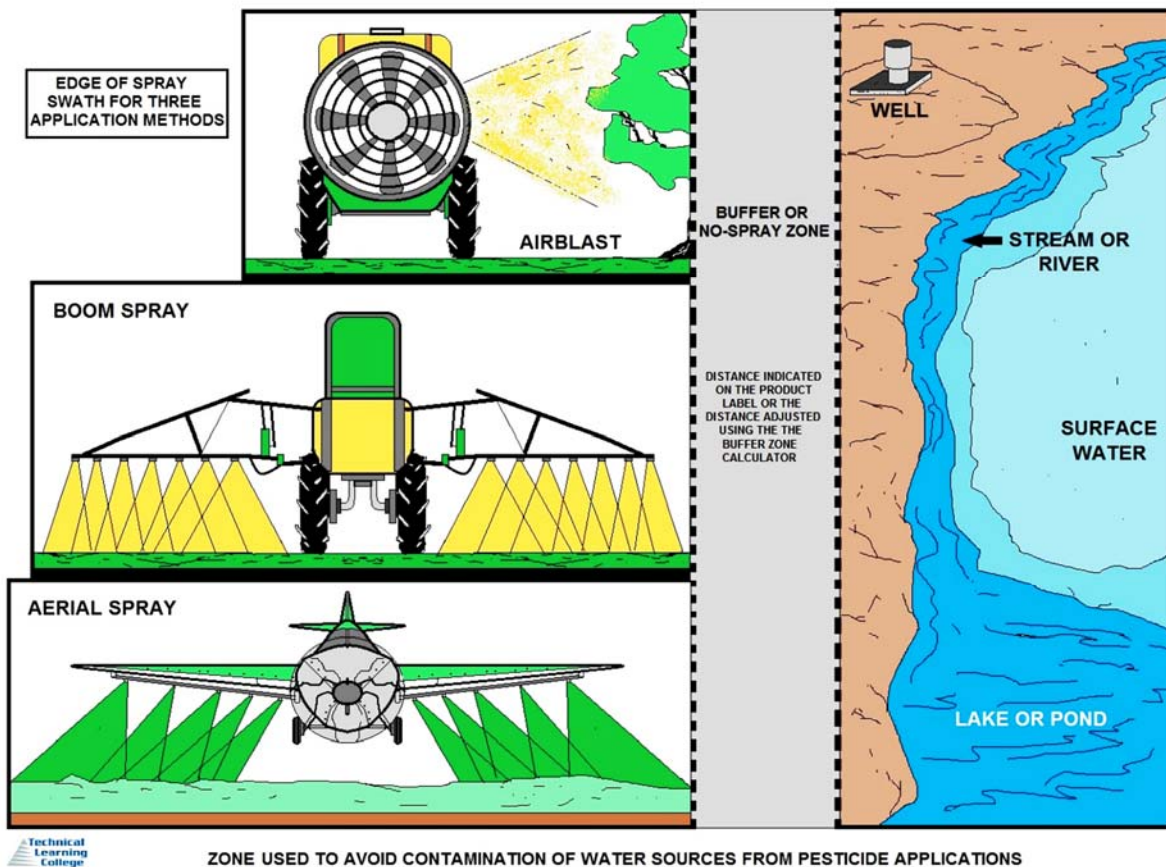 EDGE OF SPRAY
SWATH FOR THREE
APPLICATION METHODS
AIRBLAST
BOOM SPRAY
AERIAL SPRAY
BUFFER OR
NO-SPRAY ZONE
DISTANCE INDICATED
ON THE PRODUCT
LABEL OR THE
DISTANCE ADJUSTED
USING THE THE
BUFFER ZONE
CALCULATOR
WELL
STREAM OR
RIVER
SURFACE
WATER
LAKE OR POND
Technical
Learning
College
ZONE USED TO AVOID CONTAMINATION OF WATER SOURCES FROM PESTICIDE APPLICATIONS